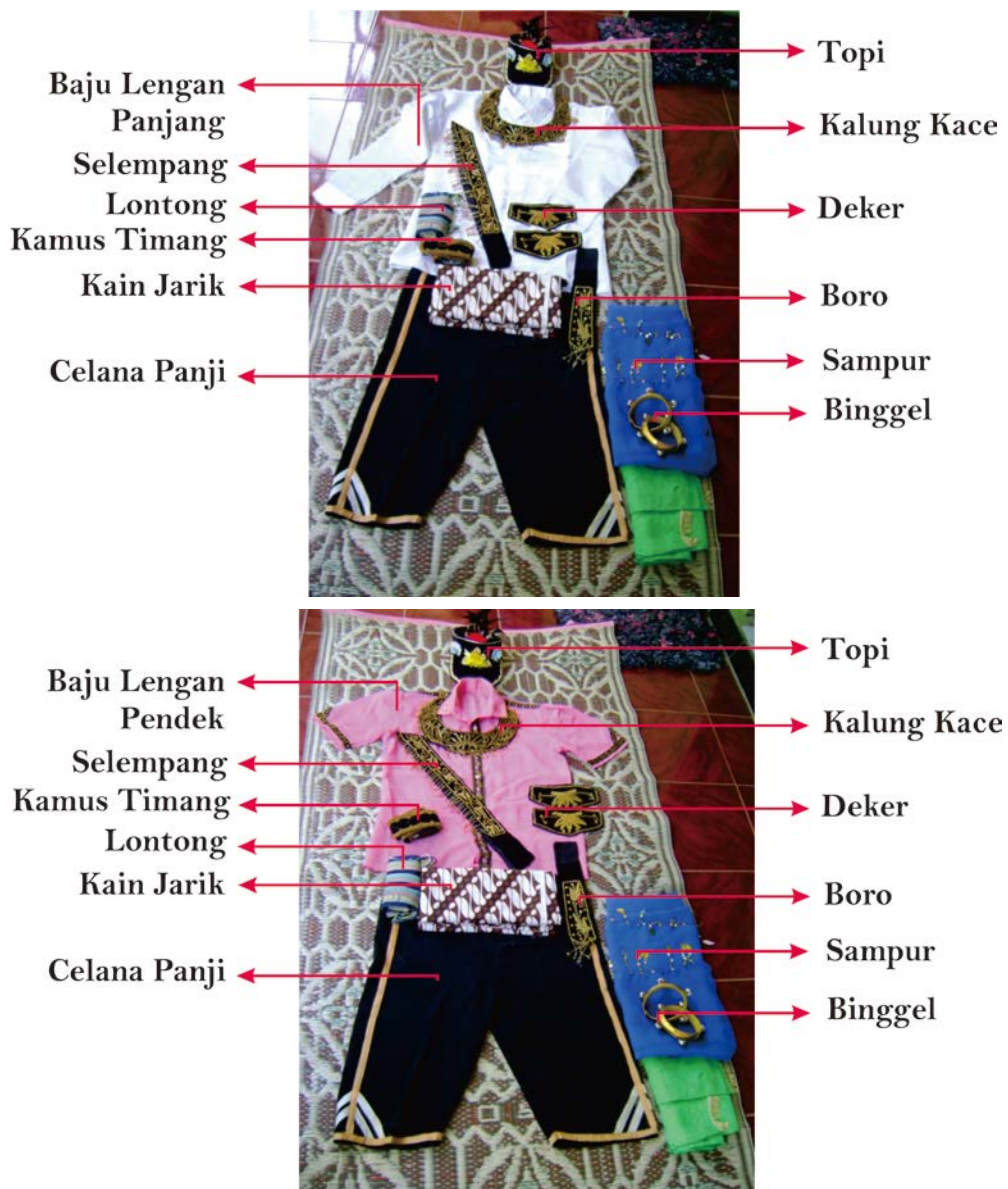 Topi
Baju Lengan
Panjang
Kalung Kace
Selempang
Lontong
Deker
Kamus Timang
Kain Jarik
Boro
Celana Panji
Sampur
Binggel
Topi
Baju Lengan
Pendek
Kalung Kace
Selempang
Kamus Timang
Deker
Lontong
Kain Jarik
Boro
Sampur
Celana Panji
Binggel